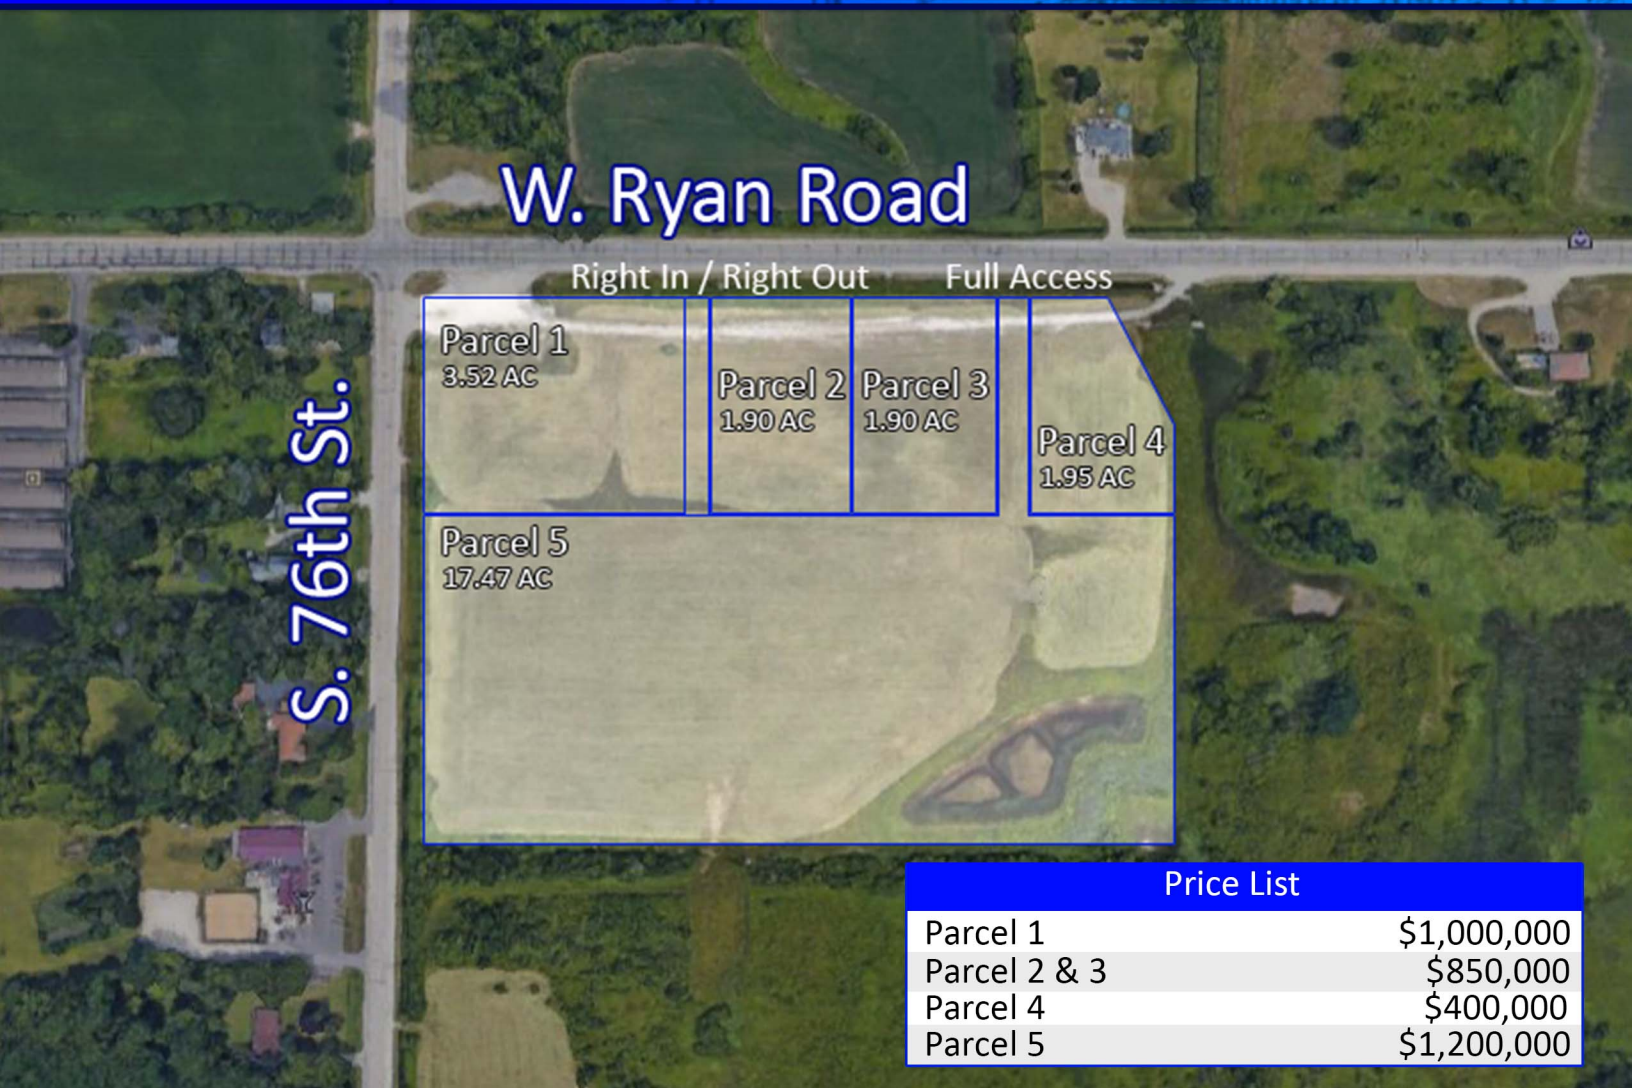 W. Ryan Road
Right In / Right Out
Full Access
Parcel 1
3.52 AC
Parcel 2
1.90 AC
Parcel 3
1.90 AC
Parcel 4
1.95 AC
S. 76th St.
Parcel 5
17.47 AC
Price List
Parcel 1 $1,000,000
Parcel 2 & 3 $850,000
Parcel 4 $400,000
Parcel 5 $1,200,000